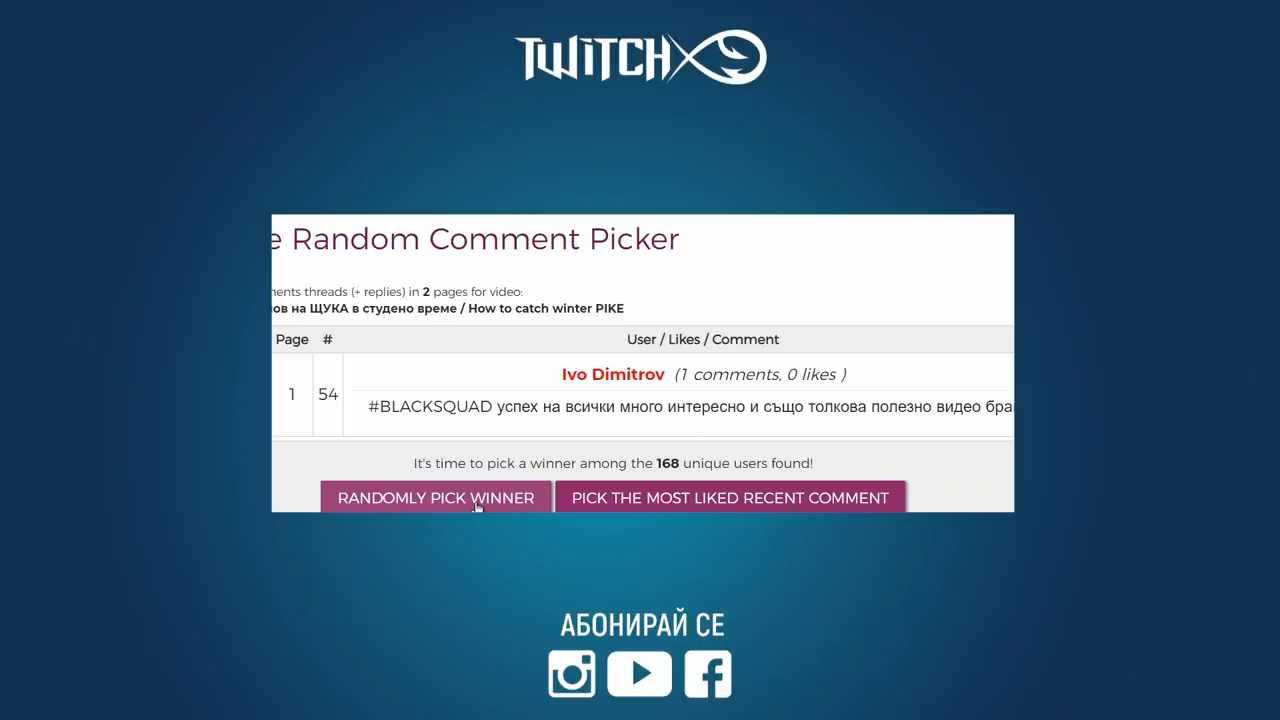 TWITCH
e Random Comment Picker
ments threads (+ replies) in 2 pages for video:
ов на ЩУКА в студено време / How to catch winter PIKE
Page # User / Likes / Comment
Ivo Dimitrov (1 comments, 0 likes )
1 54
#BLACKSQUAD успех на всички много интересно и също толкова полезно видео бра
It's time to pick a winner among the 168 unique users found!
RANDOMLY PICK WINNER PICK THE MOST LIKED RECENT COMMENT
АБОНИРАЙ СЕ